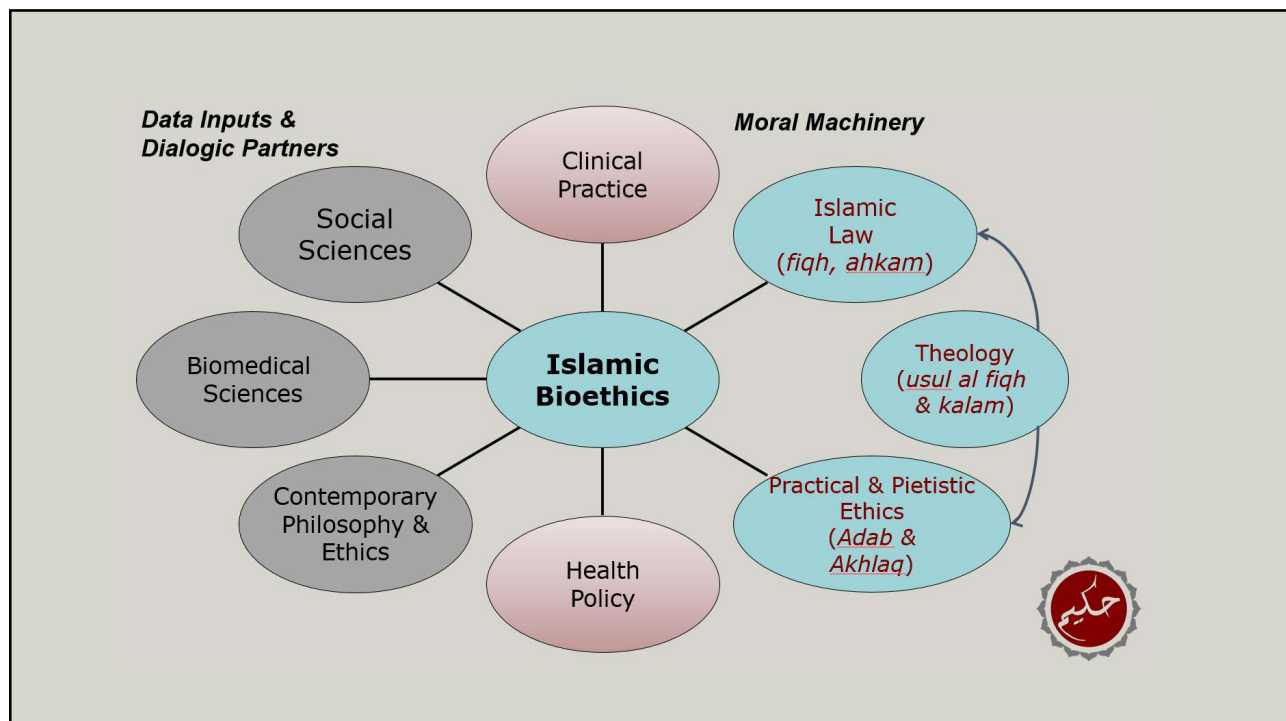 Data Inputs &
Dialogic Partners
Moral Machinery
Clinical
Practice
Social
Sciences
Islamic
Law
(fiqh, ahkam)
Biomedical
Sciences
Islamic
Bioethics
Theology
(usul al fiqh
& kalam)
Contemporary
Philosophy &
Ethics
Practical & Pietistic
Ethics
(Adab &
Akhlaq)
Health
Policy
حكيم